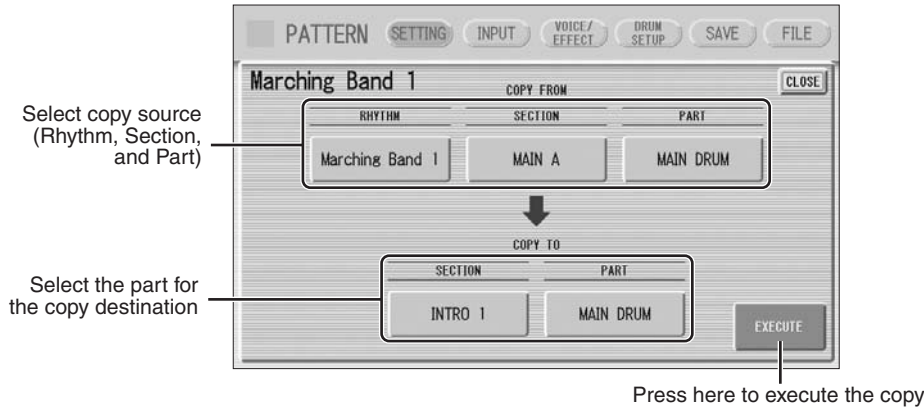 PATTERN SETTING INPUT VOICE/ EFFECT DRUM SETUP SAVE FILE
Marching Band 1 CLOSE
COPY FROM
RHYTHM SECTION PART
Marching Band 1 MAIN A MAIN DRUM
Select copy source
(Rhythm, Section,
and Part)
COPY TO
SECTION PART
INTRO 1 MAIN DRUM
Select the part for
the copy destination
EXECUTE
Press here to execute the copy